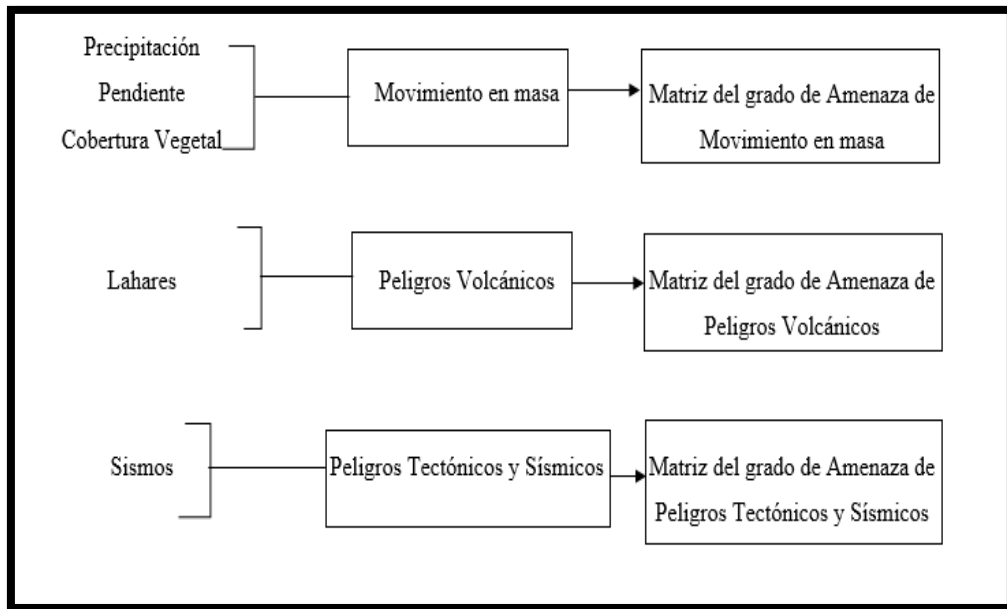 Precipitación
Pendiente
Cobertura Vegetal
Movimiento en masa
Matriz del grado de Amenaza de
Movimiento en masa
Lahares
Peligros Volcánicos
Matriz del grado de Amenaza de
Peligros Volcánicos
Sismos
Peligros Tectónicos y Sísmicos
Matriz del grado de Amenaza de
Peligros Tectónicos y Sísmicos